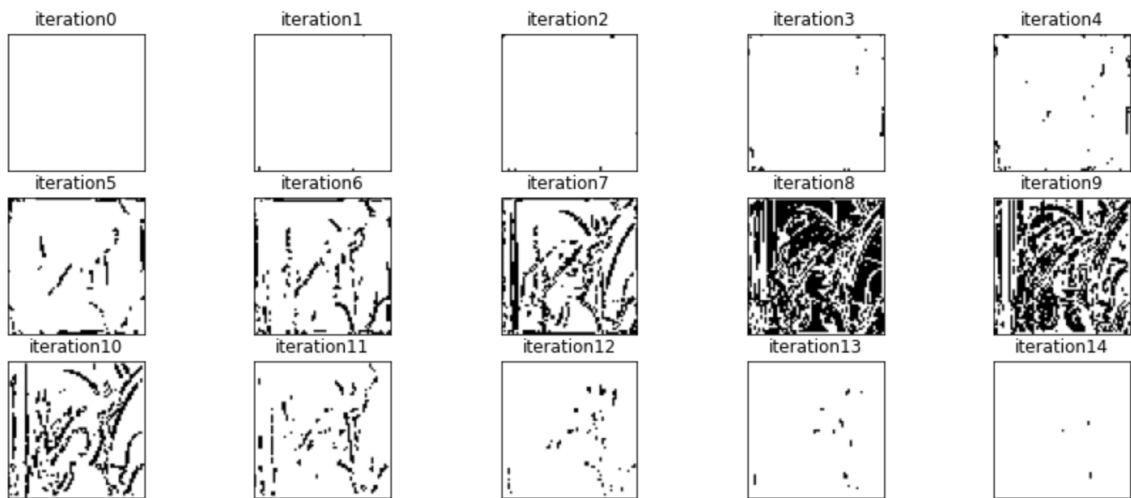 iteration0 iteration1 iteration2 iteration3 iteration4
iteration5 iteration6 iteration7 iteration8 iteration9
iteration10 iteration11 iteration12 iteration13 iteration14